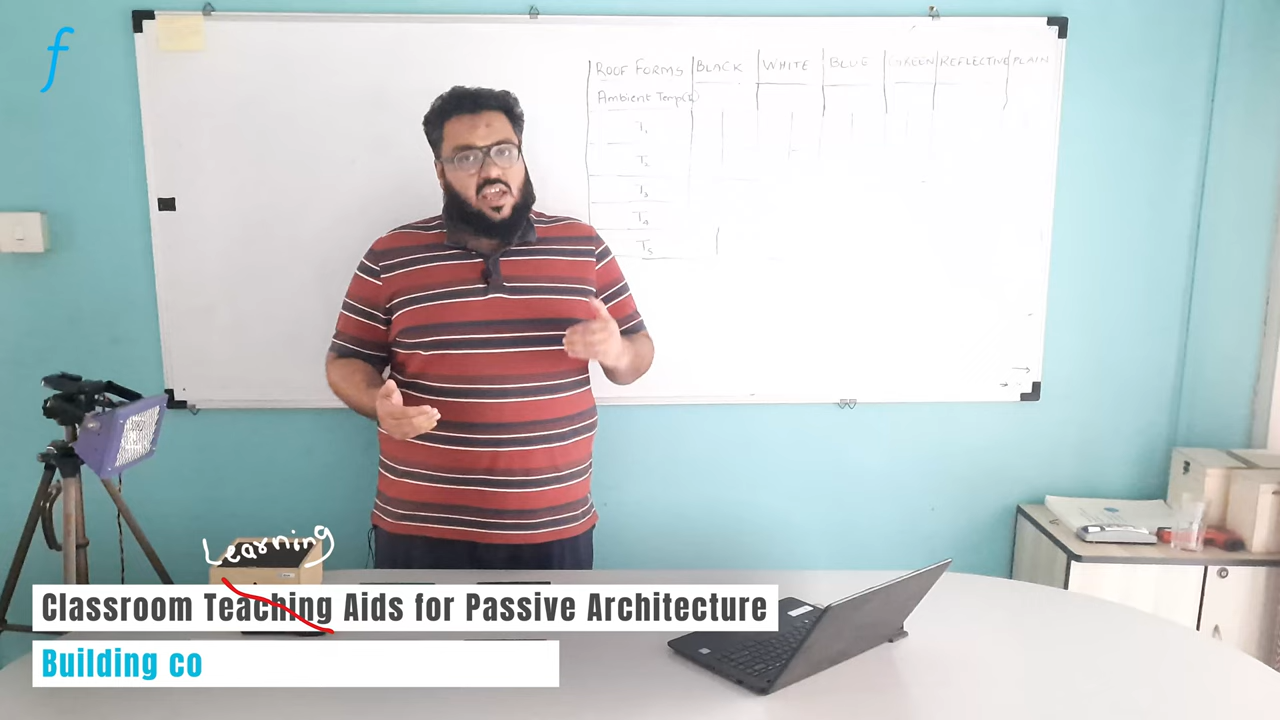 f
ROOF FORMS BLACK WHITE BLUE GREEN REFLECTIVE PLAIN
Ambient Temp
T₁
T₂
T₃
T₄
T₅
Learning
Classroom Teaching Aids for Passive Architecture
Building co